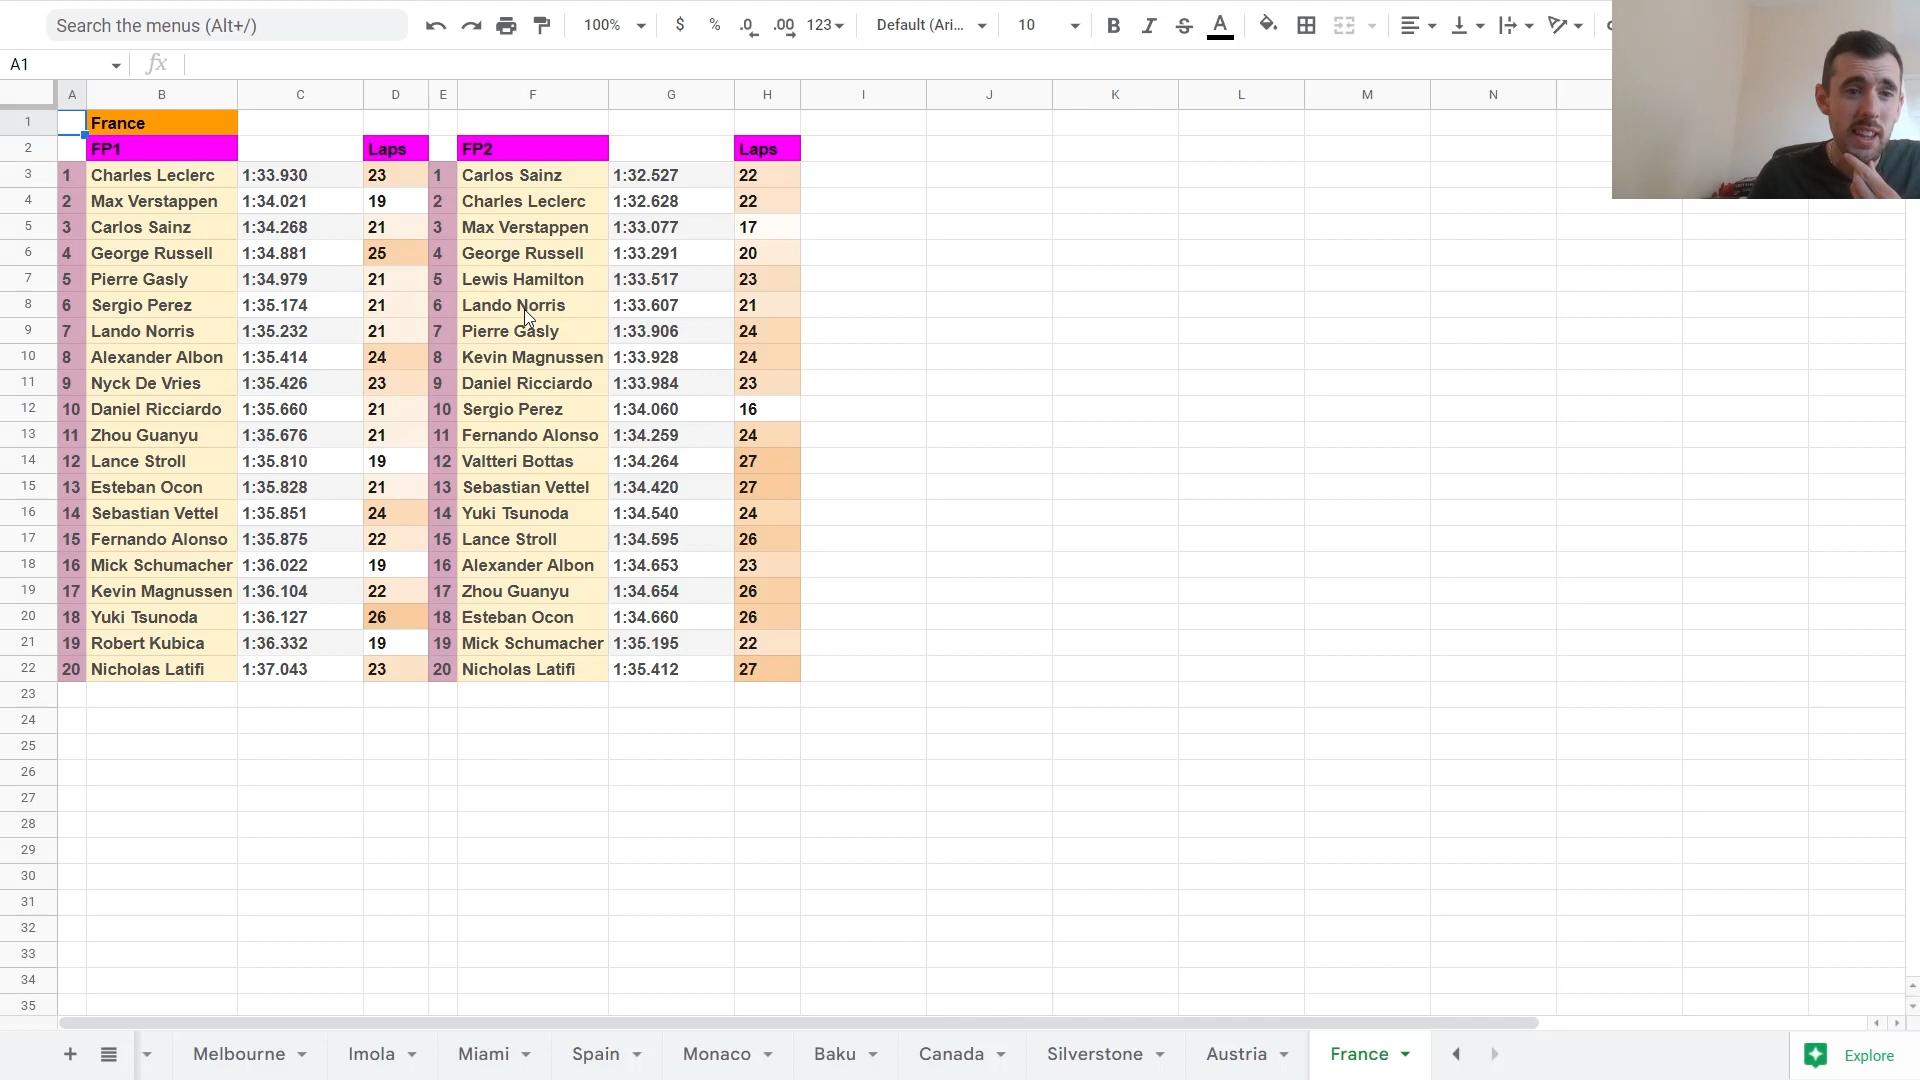 Search the menus (Alt+/)
100%
$ % .0 .00 123
Default (Ari...
10
B I S A
A1
fx
A B C D E F G H I J K L M N
1 France
2 FP1 Laps FP2 Laps
3 1 Charles Leclerc 1:33.930 23 1 Carlos Sainz 1:32.527 22
4 2 Max Verstappen 1:34.021 19 2 Charles Leclerc 1:32.628 22
5 3 Carlos Sainz 1:34.268 21 3 Max Verstappen 1:33.077 17
6 4 George Russell 1:34.881 25 4 George Russell 1:33.291 20
7 5 Pierre Gasly 1:34.979 21 5 Lewis Hamilton 1:33.517 23
8 6 Sergio Perez 1:35.174 21 6 Lando Norris 1:33.607 21
9 7 Lando Norris 1:35.232 21 7 Pierre Gasly 1:33.906 24
10 8 Alexander Albon 1:35.414 24 8 Kevin Magnussen 1:33.928 24
11 9 Nyck De Vries 1:35.426 23 9 Daniel Ricciardo 1:33.984 23
12 10 Daniel Ricciardo 1:35.660 21 10 Sergio Perez 1:34.060 16
13 11 Zhou Guanyu 1:35.676 21 11 Fernando Alonso 1:34.259 24
14 12 Lance Stroll 1:35.810 19 12 Valtteri Bottas 1:34.264 27
15 13 Esteban Ocon 1:35.828 21 13 Sebastian Vettel 1:34.420 27
16 14 Sebastian Vettel 1:35.851 24 14 Yuki Tsunoda 1:34.540 24
17 15 Fernando Alonso 1:35.875 22 15 Lance Stroll 1:34.595 26
18 16 Mick Schumacher 1:36.022 19 16 Alexander Albon 1:34.653 23
19 17 Kevin Magnussen 1:36.104 22 17 Zhou Guanyu 1:34.654 26
20 18 Yuki Tsunoda 1:36.127 26 18 Esteban Ocon 1:34.660 26
21 19 Robert Kubica 1:36.332 19 19 Mick Schumacher 1:35.195 22
22 20 Nicholas Latifi 1:37.043 23 20 Nicholas Latifi 1:35.412 27
23
24
25
26
27
28
29
30
31
32
33
34
35
+ Melbourne Imola Miami Spain Monaco Baku Canada Silverstone Austria France Explore